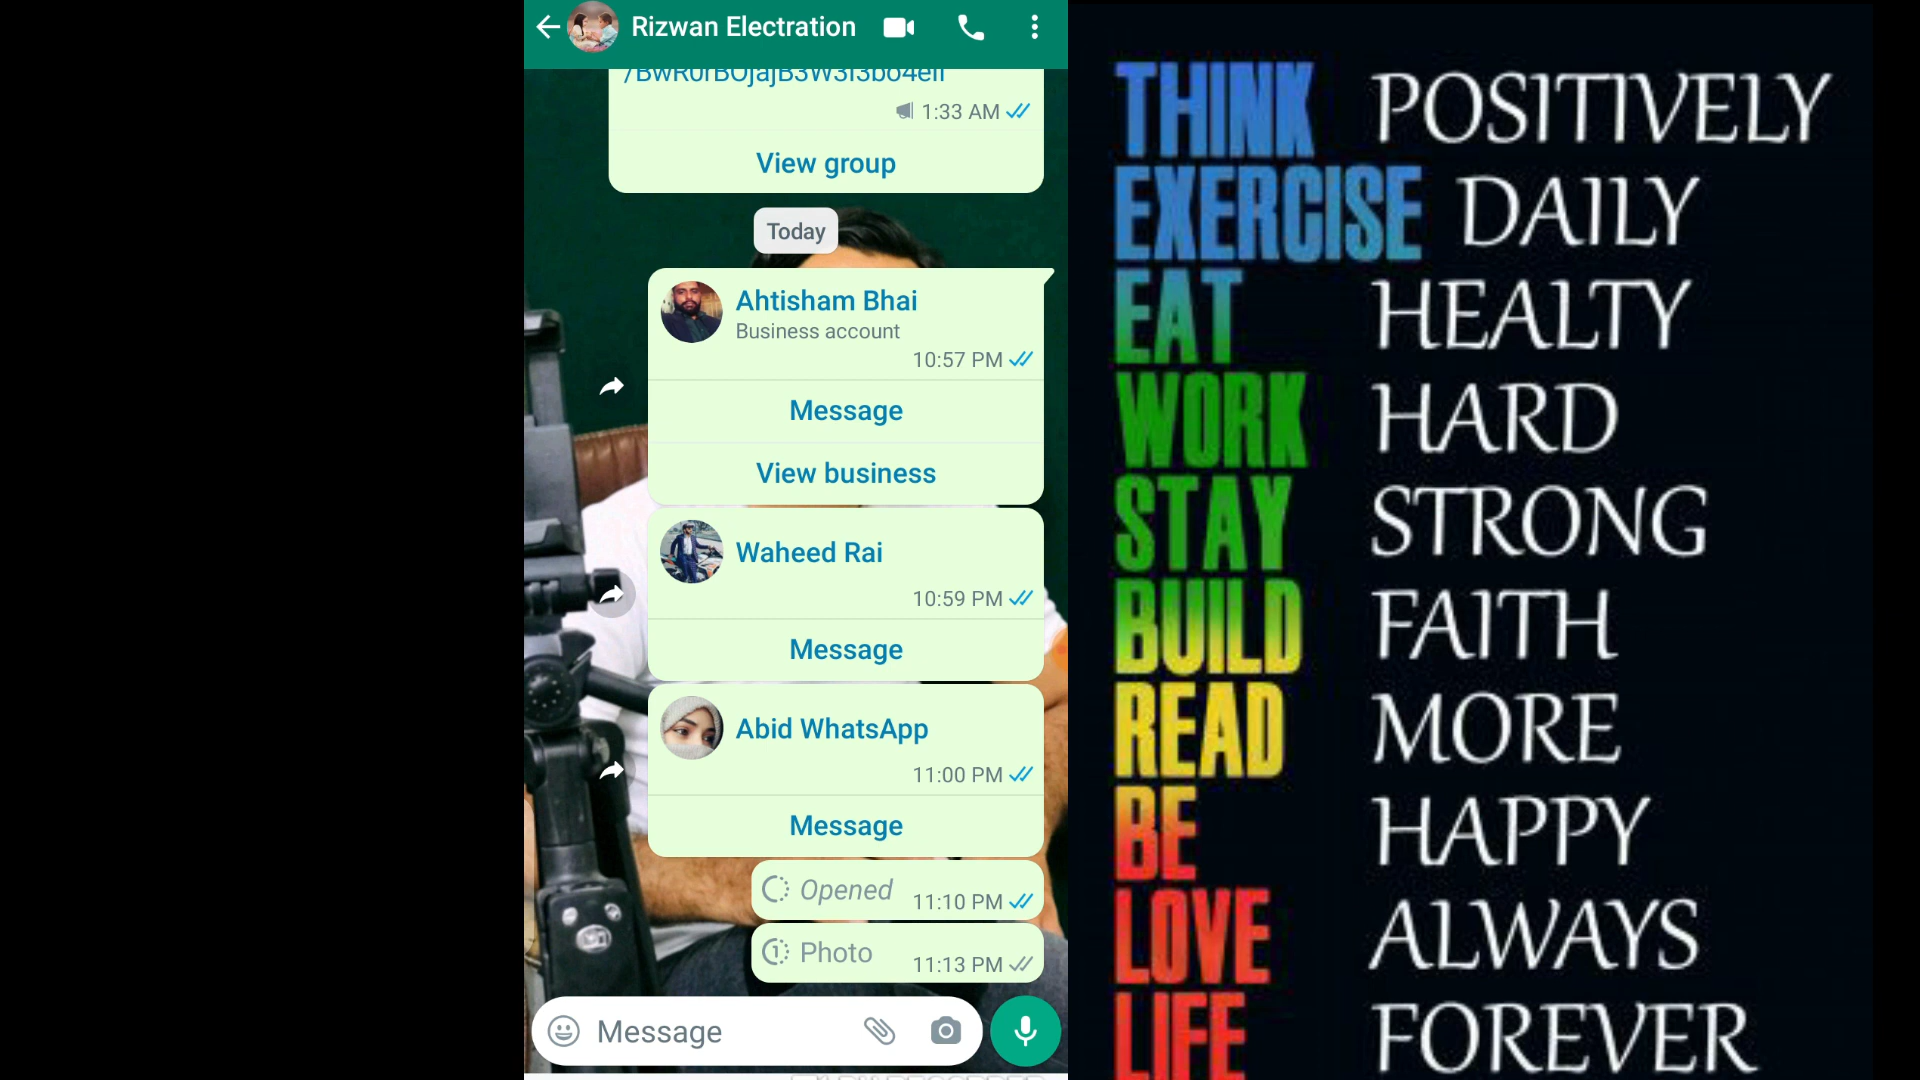 Rizwan Electration
1:33 AM
View group
Today
Ahtisham Bhai
Business account
10:57 PM
Message
View business
Waheed Rai
10:59 PM
Message
Abid WhatsApp
11:00 PM
Message
Opened 11:10 PM
1 Photo 11:13 PM
Message
THINK POSITIVELY
EXERCISE DAILY
EAT HEALTY
WORK HARD
STAY STRONG
BUILD FAITH
READ MORE
BE HAPPY
LOVE ALWAYS
LIFE FOREVER